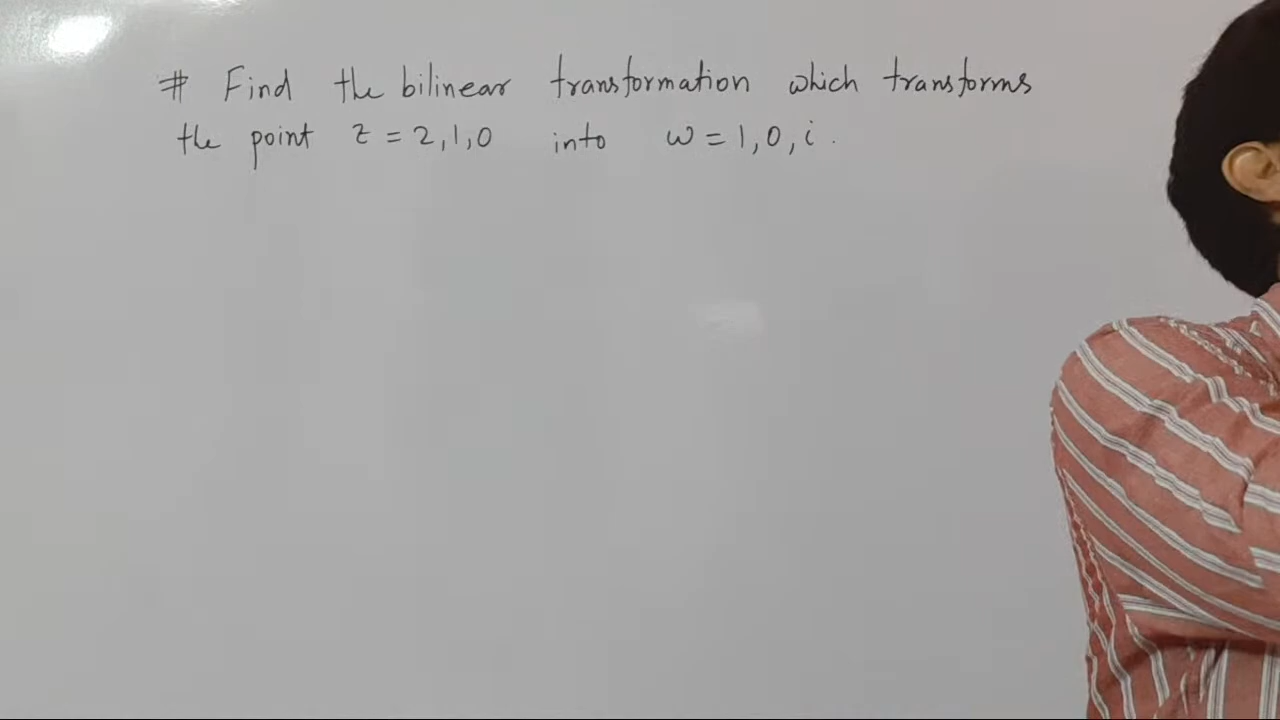 # Find the bilinear transformation which transforms
the point z = 2, 1, 0 into w = 1, 0, i.